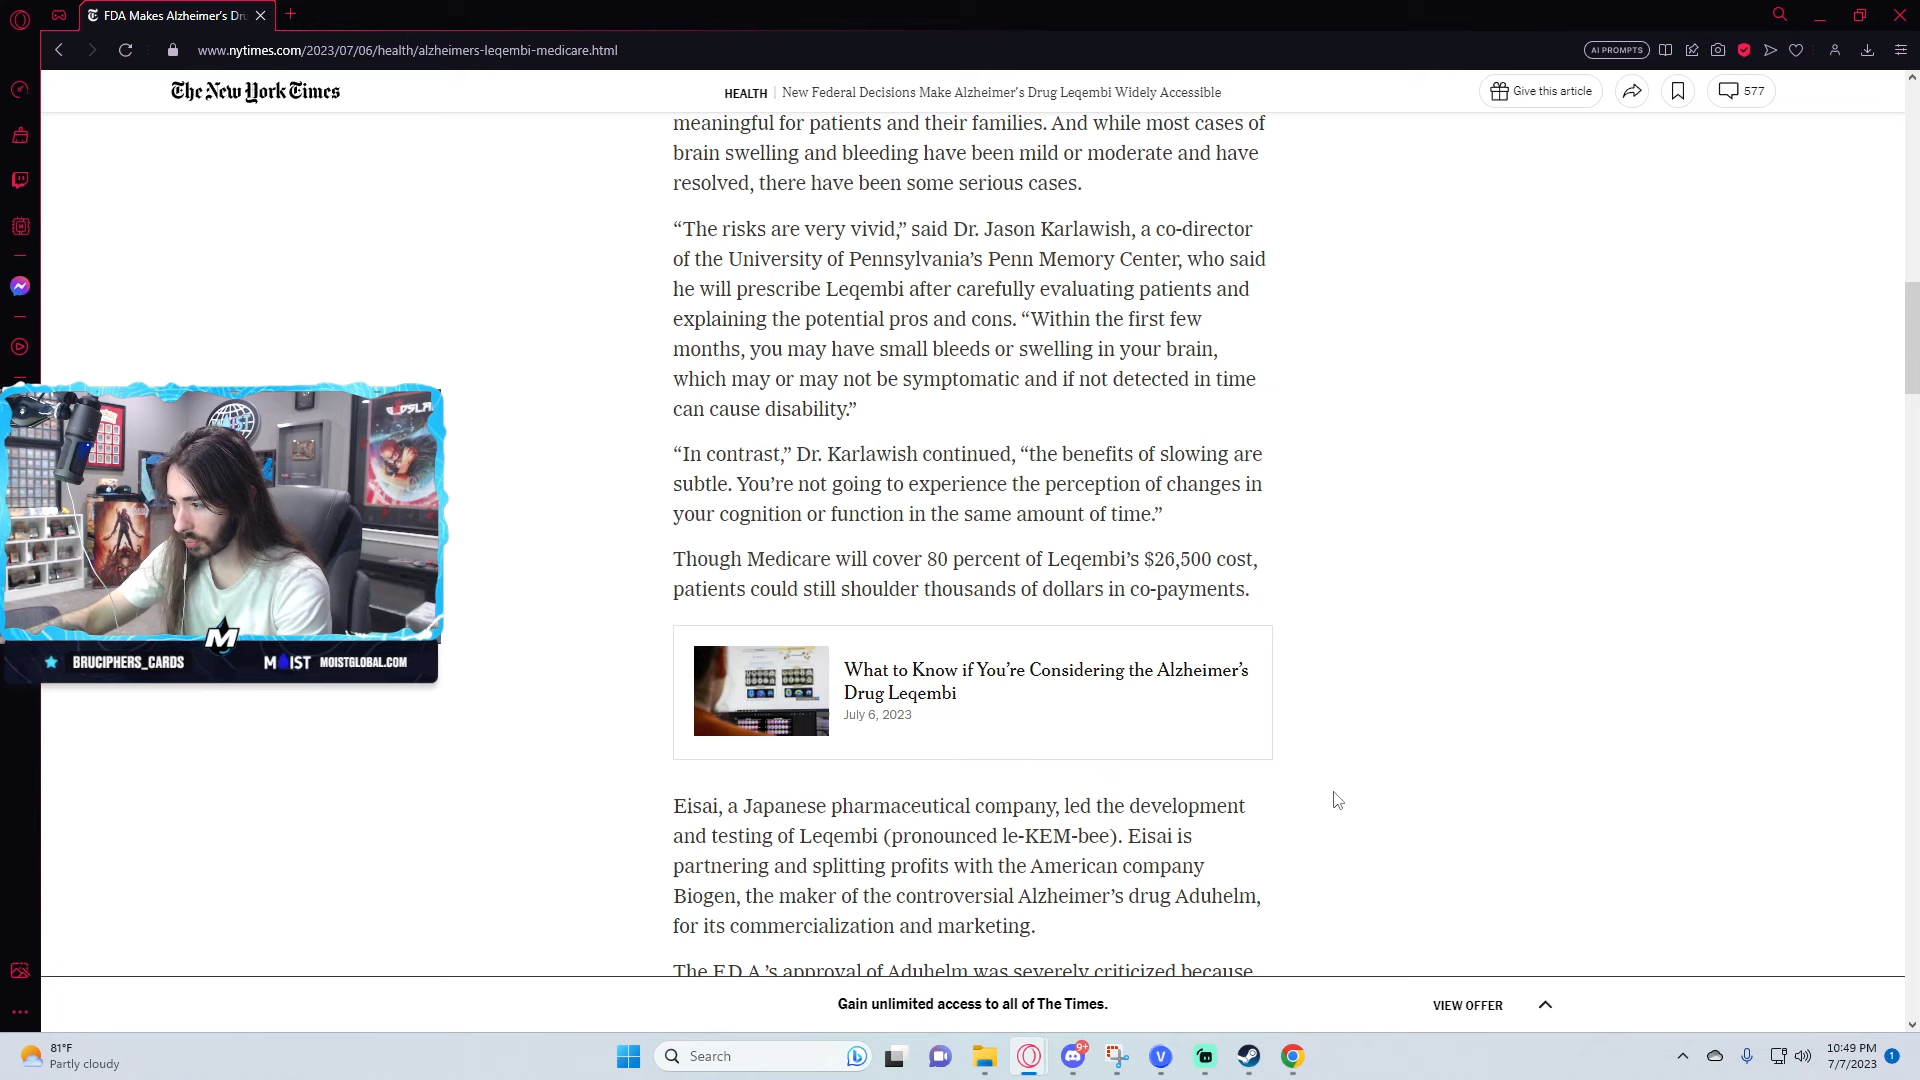 FDA Makes Alzheimer's Dru
www.nytimes.com/2023/07/06/health/alzheimers-leqembi-medicare.html
AI PROMPTS
The New York Times
HEALTH | New Federal Decisions Make Alzheimer's Drug Leqembi Widely Accessible
Give this article
577
meaningful for patients and their families. And while most cases of
brain swelling and bleeding have been mild or moderate and have
resolved, there have been some serious cases.
“The risks are very vivid,” said Dr. Jason Karlawish, a co-director
of the University of Pennsylvania’s Penn Memory Center, who said
he will prescribe Leqembi after carefully evaluating patients and
explaining the potential pros and cons. “Within the first few
months, you may have small bleeds or swelling in your brain,
which may or may not be symptomatic and if not detected in time
can cause disability.”
“In contrast,” Dr. Karlawish continued, “the benefits of slowing are
subtle. You’re not going to experience the perception of changes in
your cognition or function in the same amount of time.”
Though Medicare will cover 80 percent of Leqembi’s $26,500 cost,
patients could still shoulder thousands of dollars in co-payments.
What to Know if You’re Considering the Alzheimer’s
Drug Leqembi
July 6, 2023
Eisai, a Japanese pharmaceutical company, led the development
and testing of Leqembi (pronounced le-KEM-bee). Eisai is
partnering and splitting profits with the American company
Biogen, the maker of the controversial Alzheimer’s drug Aduhelm,
for its commercialization and marketing.
The F.D.A.’s approval of Aduhelm was severely criticized because
M
BRUCIPHERS_CARDS
MOIST
MOISTGLOBAL.COM
Gain unlimited access to all of The Times.
VIEW OFFER
81°F
Partly cloudy
Search
9+
V
10:49 PM
7/7/2023
1